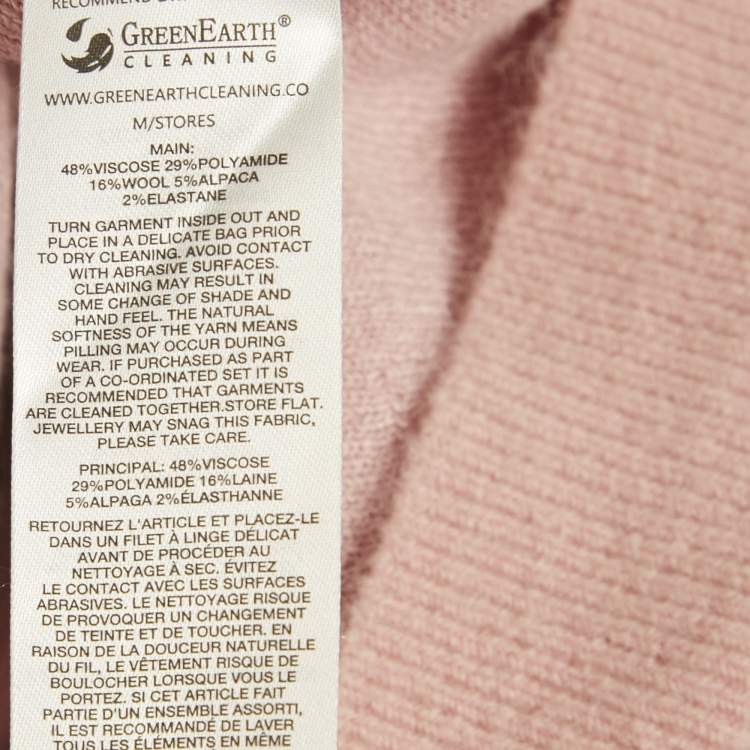 RECOMMEND
GREENEARTH®
CLEANING
WWW.GREENEARTHCLEANING.CO
M/STORES
MAIN:
48%VISCOSE 29%POLYAMIDE
16%WOOL 5%ALPACA
2%ELASTANE
TURN GARMENT INSIDE OUT AND
PLACE IN A DELICATE BAG PRIOR
TO DRY CLEANING. AVOID CONTACT
WITH ABRASIVE SURFACES.
CLEANING MAY RESULT IN
SOME CHANGE OF SHADE AND
HAND FEEL. THE NATURAL
SOFTNESS OF THE YARN MEANS
PILLING MAY OCCUR DURING
WEAR. IF PURCHASED AS PART
OF A CO-ORDINATED SET IT IS
RECOMMENDED THAT GARMENTS
ARE CLEANED TOGETHER.STORE FLAT.
JEWELLERY MAY SNAG THIS FABRIC,
PLEASE TAKE CARE.
PRINCIPAL: 48%VISCOSE
29%POLYAMIDE 16%LAINE
5%ALPAGA 2%ÉLASTHANNE
RETOURNEZ L'ARTICLE ET PLACEZ-LE
DANS UN FILET À LINGE DÉLICAT
AVANT DE PROCÉDER AU
NETTOYAGE À SEC. ÉVITEZ
LE CONTACT AVEC LES SURFACES
ABRASIVES. LE NETTOYAGE RISQUE
DE PROVOQUER UN CHANGEMENT
DE TEINTE ET DE TOUCHER. EN
RAISON DE LA DOUCEUR NATURELLE
DU FIL, LE VÊTEMENT RISQUE DE
BOULOCHER LORSQUE VOUS LE
PORTEZ. SI CET ARTICLE FAIT
PARTIE D'UN ENSEMBLE ASSORTI,
IL EST RECOMMANDÉ DE LAVER
TOUS LES ÉLÉMENTS EN MÊME